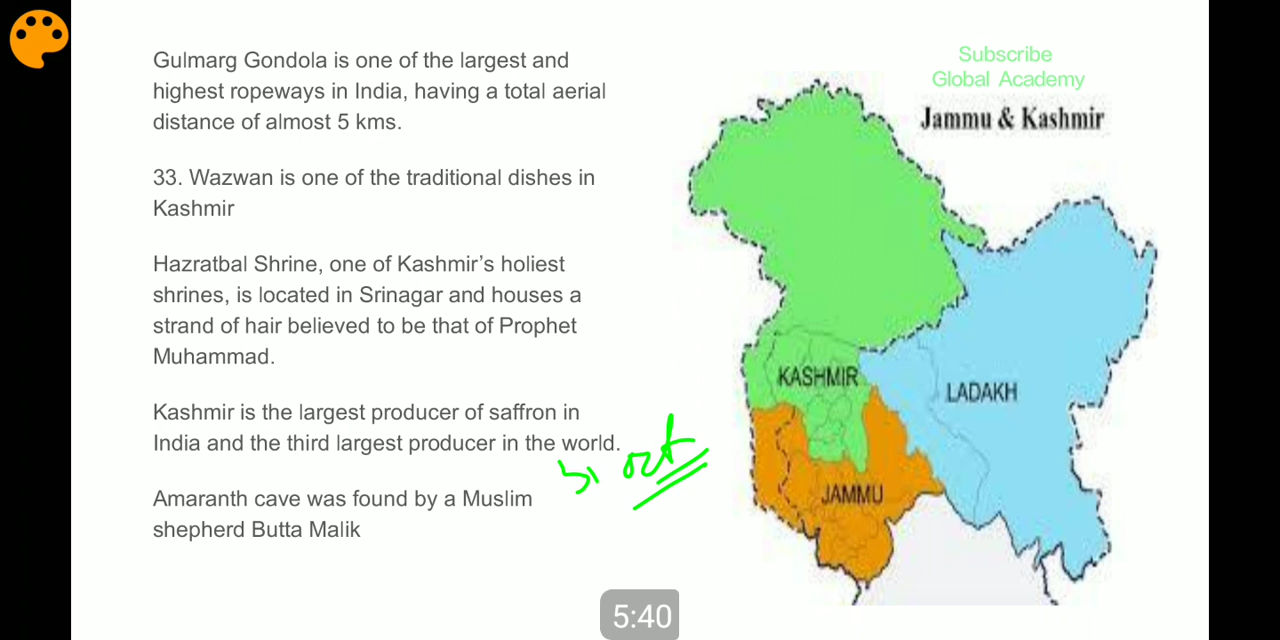 Gulmarg Gondola is one of the largest and
highest ropeways in India, having a total aerial
distance of almost 5 kms.
33. Wazwan is one of the traditional dishes in
Kashmir
Hazratbal Shrine, one of Kashmir’s holiest
shrines, is located in Srinagar and houses a
strand of hair believed to be that of Prophet
Muhammad.
Kashmir is the largest producer of saffron in
India and the third largest producer in the world.
Amaranth cave was found by a Muslim
shepherd Butta Malik
Subscribe
Global Academy
Jammu & Kashmir
KASHMIR
LADAKH
JAMMU
31 oct
5:40